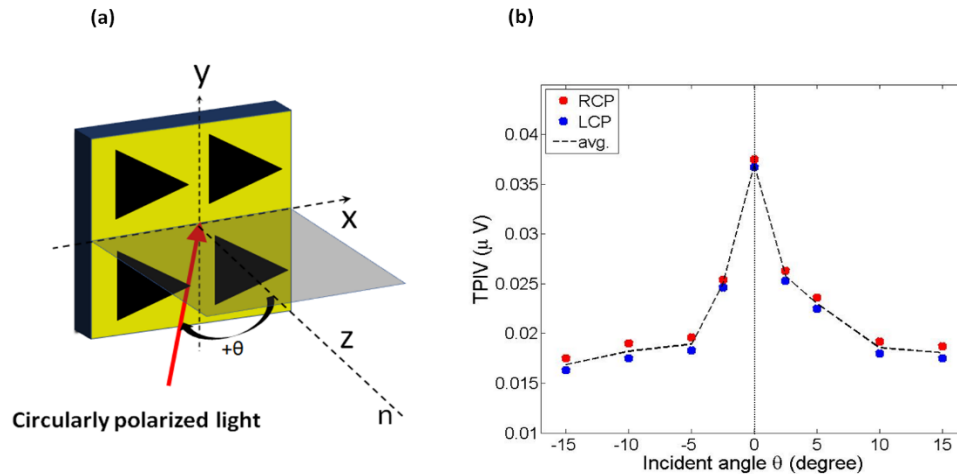 (a)
y
x
+θ
z
n
Circularly polarized light
(b)
RCP
LCP
avg.
TPIV (μ V)
0.04
0.035
0.03
0.025
0.02
0.015
0.01
-15 -10 -5 0 5 10 15
Incident angle θ (degree)